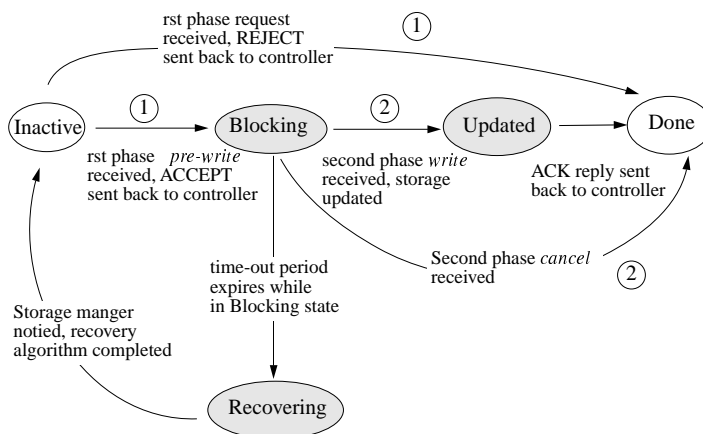 rst phase request
received, REJECT
sent back to controller
1
Inactive
1
Blocking
2
Updated
Done
rst phase pre-write
received, ACCEPT
sent back to controller
second phase write
received, storage
updated
ACK reply sent
back to controller
Second phase cancel
received
2
time-out period
expires while
in Blocking state
Storage manger
notied, recovery
algorithm completed
Recovering